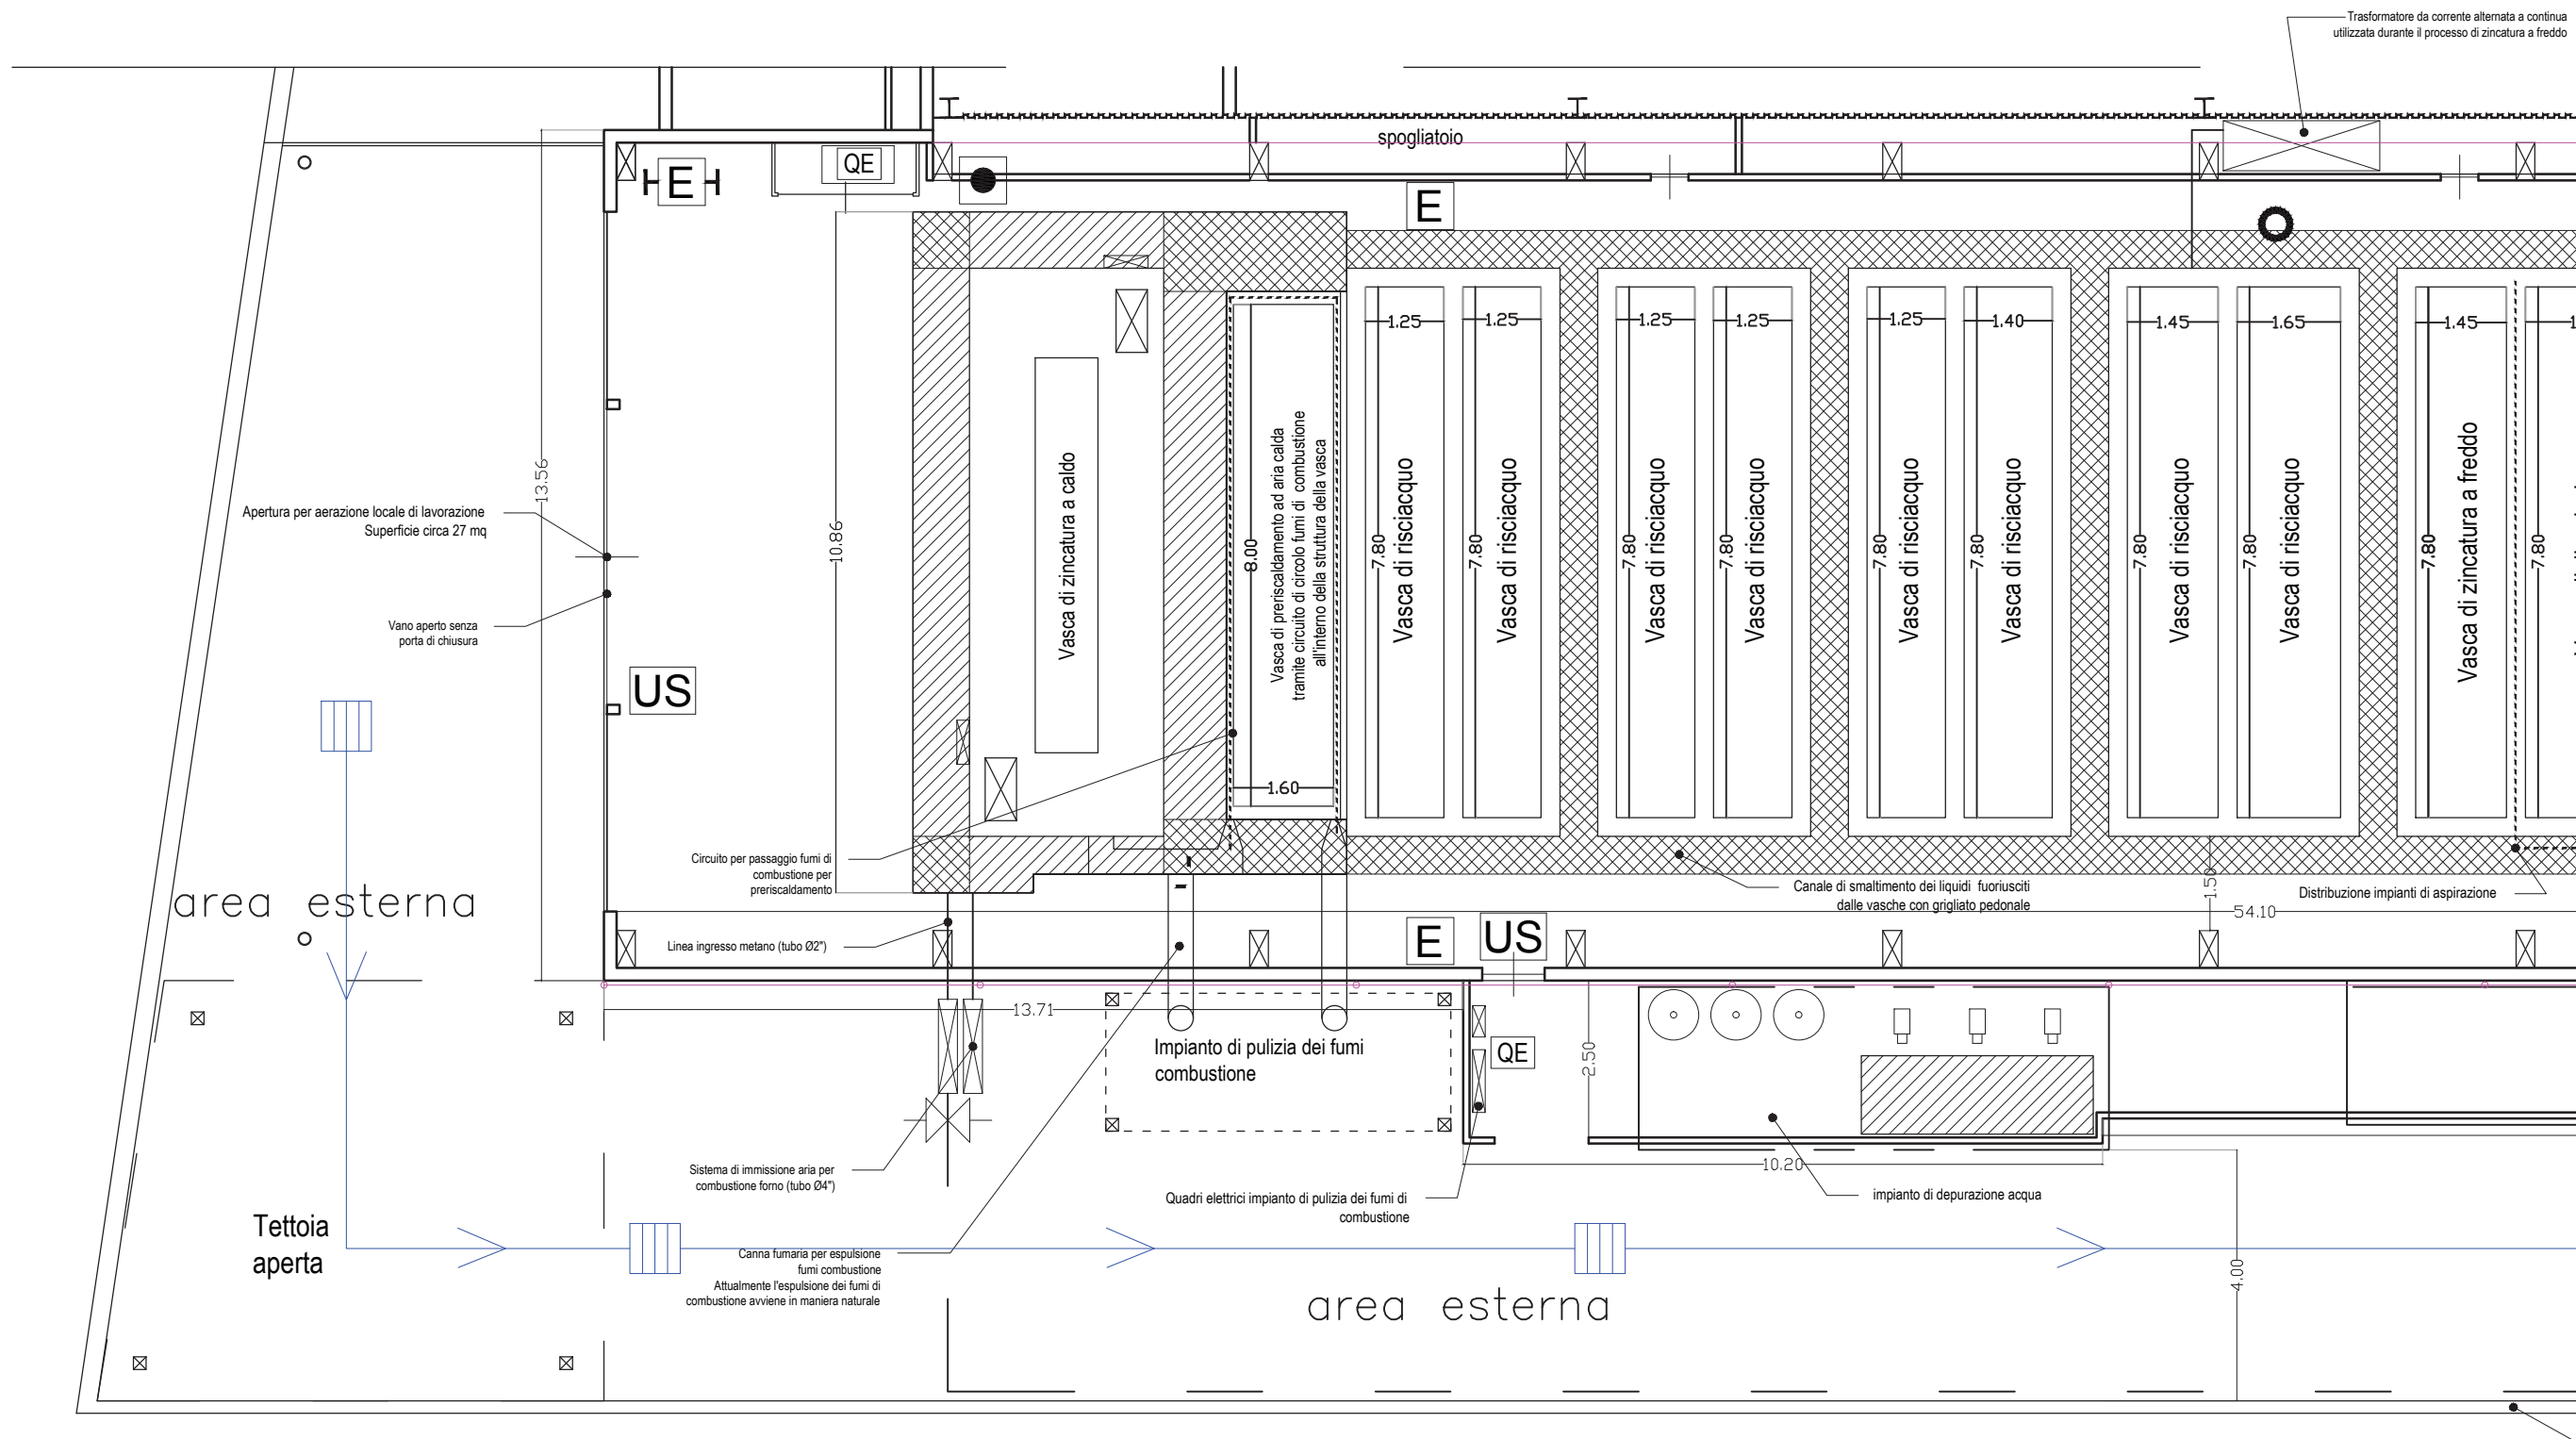 Trasformatore da corrente alternata a continua
utilizzata durante il processo di zincatura a freddo
spogliatoio
QE
E
E
1.25
1.25
1.25
1.25
1.25
1.40
1.45
1.65
1.45
13.56
10.86
Apertura per aerazione locale di lavorazione
Superficie circa 27 mq
Vano aperto senza
porta di chiusura
US
Vasca di zincatura a caldo
8.00
Vasca di preriscaldamento ad aria calda
tramite circuito di circolo fumi di combustione
all'interno della struttura della vasca
1.60
7.80
Vasca di risciacquo
7.80
Vasca di risciacquo
7.80
Vasca di risciacquo
7.80
Vasca di risciacquo
7.80
Vasca di risciacquo
7.80
Vasca di risciacquo
7.80
Vasca di risciacquo
7.80
Vasca di risciacquo
7.80
Vasca di zincatura a freddo
7.80
Circuito per passaggio fumi di
combustione per
preriscaldamento
Canale di smaltimento dei liquidi fuoriusciti
dalle vasche con grigliato pedonale
1.50
Distribuzione impianti di aspirazione
54.10
area esterna
Linea ingresso metano (tubo Ø2")
E
US
13.71
Impianto di pulizia dei fumi
combustione
QE
2.50
10.20
Sistema di immissione aria per
combustione forno (tubo Ø4")
Quadri elettrici impianto di pulizia dei fumi di
combustione
impianto di depurazione acqua
Tettoia
aperta
Canna fumaria per espulsione
fumi combustione
Attualmente l'espulsione dei fumi di
combustione avviene in maniera naturale
4.00
area esterna